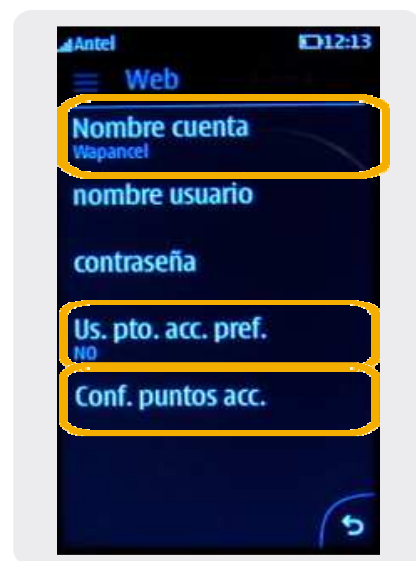 Antel 12:13
Web
Nombre cuenta
Wapancel
nombre usuario
contraseña
Us. pto. acc. pref.
NO
Conf. puntos acc.